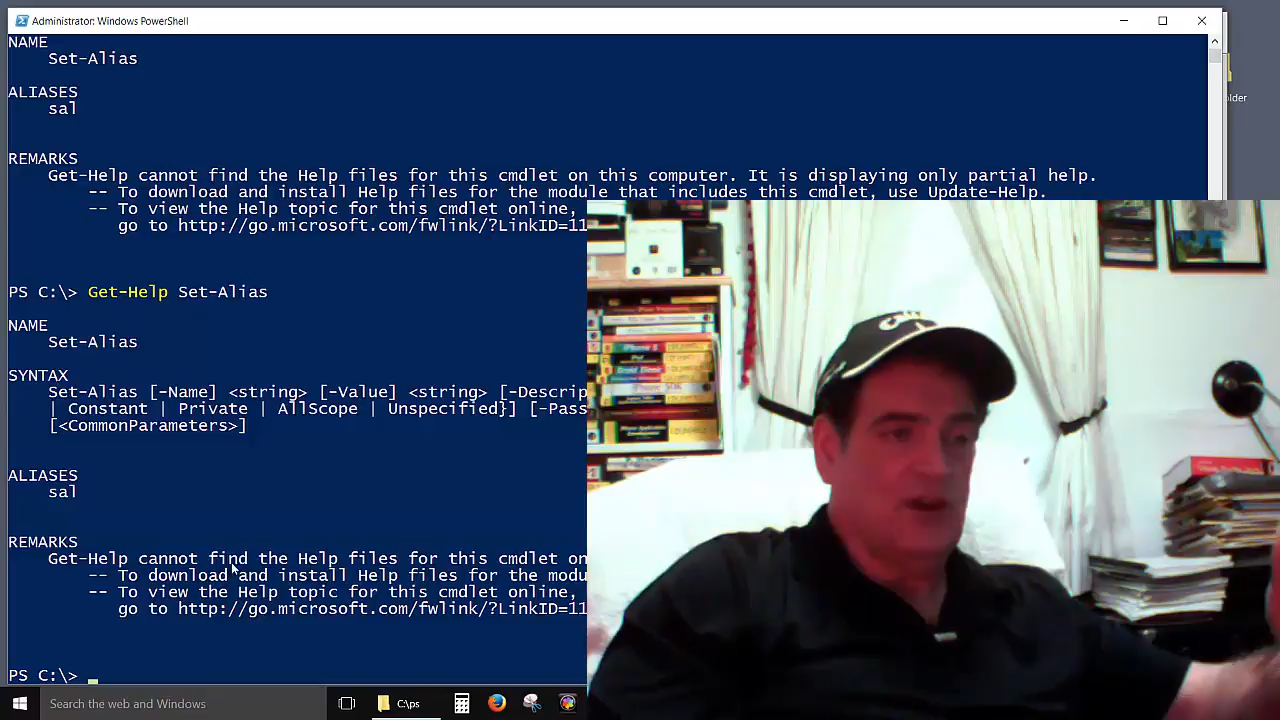 Administrator: Windows PowerShell
NAME
Set-Alias
ALIASES
sal
REMARKS
Get-Help cannot find the Help files for this cmdlet on this computer. It is displaying only partial help.
-- To download and install Help files for the module that includes this cmdlet, use Update-Help.
-- To view the Help topic for this cmdlet online,
go to http://go.microsoft.com/fwlink/?LinkID=11
PS C:\> Get-Help Set-Alias
NAME
Set-Alias
SYNTAX
Set-Alias [-Name] <string> [-Value] <string> [-Descrip
| Constant | Private | AllScope | Unspecified}] [-Pass
[<CommonParameters>]
ALIASES
sal
REMARKS
Get-Help cannot find the Help files for this cmdlet on
-- To download and install Help files for the modu
-- To view the Help topic for this cmdlet online,
go to http://go.microsoft.com/fwlink/?LinkID=11
PS C:\>
older
Search the web and Windows
C:\ps